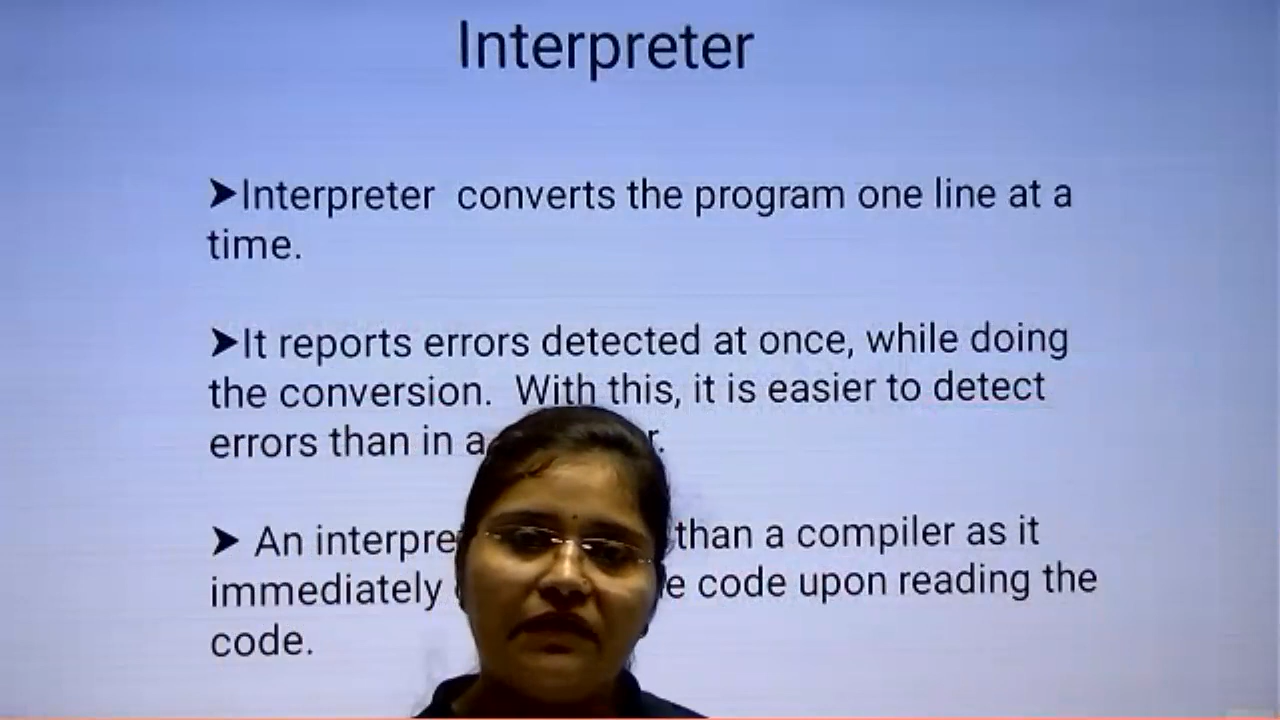 Interpreter
➤Interpreter converts the program one line at a
time.
➤It reports errors detected at once, while doing
the conversion. With this, it is easier to detect
errors than in a r.
➤ An interpre than a compiler as it
immediately e code upon reading the
code.